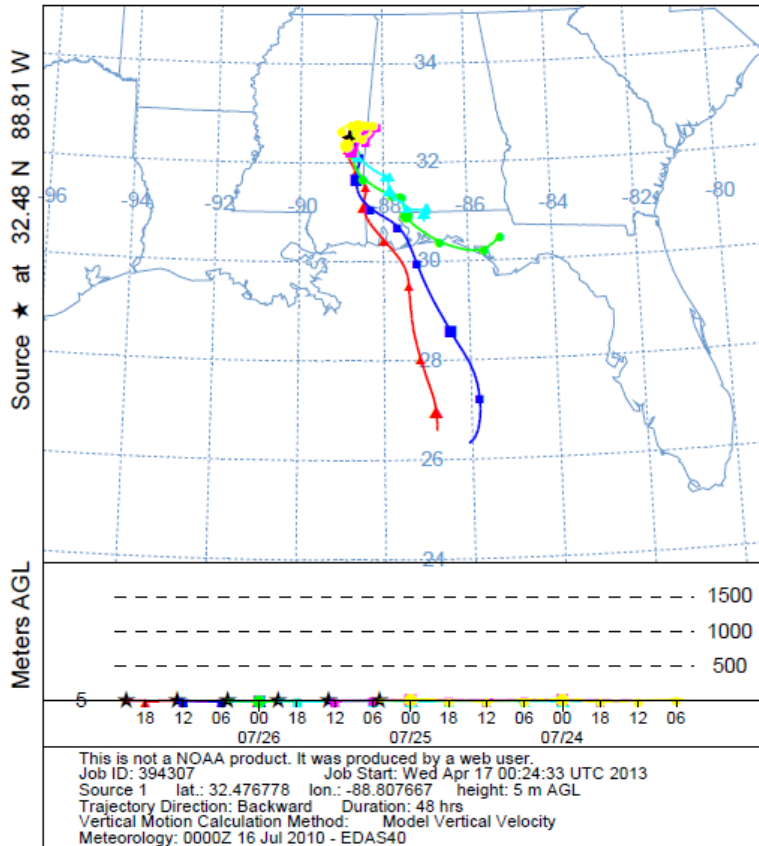 Source ★ at 32.48 N 88.81 W
34
32
-96
-94
-92
-90
-88
-86
-84
-82
-80
30
28
26
24
Meters AGL
1500
1000
500
5
18 12 06 00 18 12 06 00 18 12 06 00 18 12 06
07/26 07/25 07/24
This is not a NOAA product. It was produced by a web user.
Job ID: 394307 Job Start: Wed Apr 17 00:24:33 UTC 2013
Source 1 lat.: 32.476778 lon.: -88.807667 height: 5 m AGL
Trajectory Direction: Backward Duration: 48 hrs
Vertical Motion Calculation Method: Model Vertical Velocity
Meteorology: 0000Z 16 Jul 2010 - EDAS40